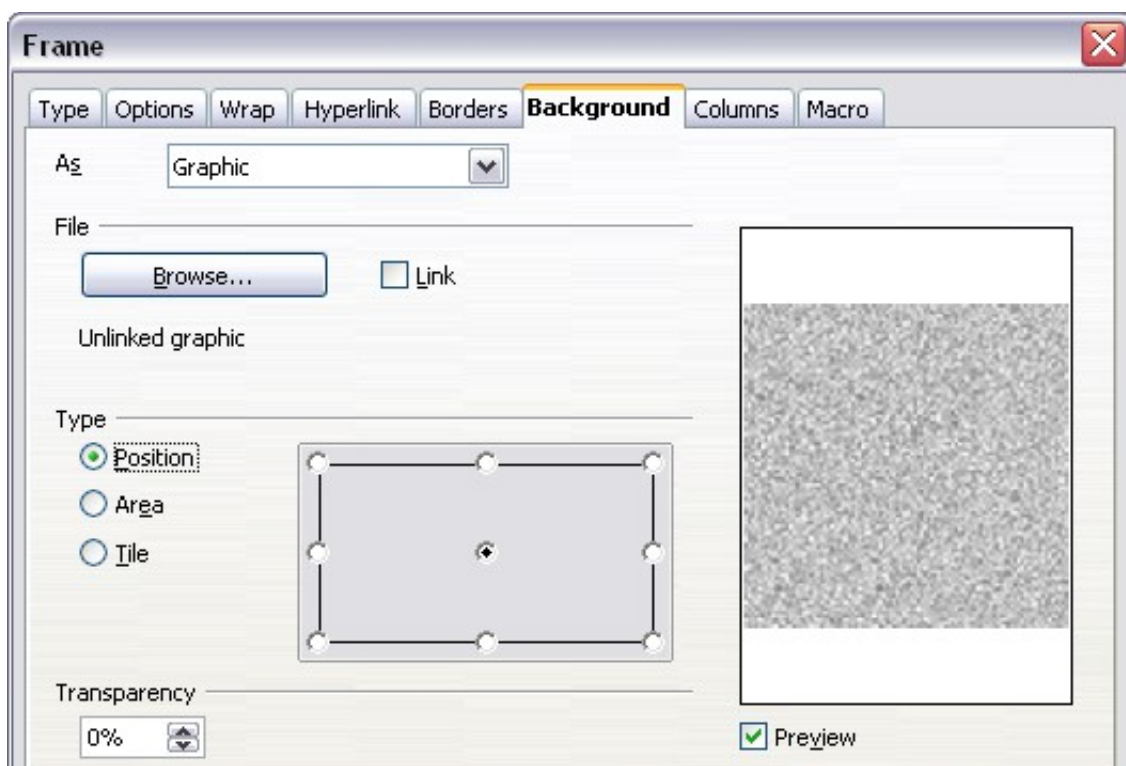 Frame
Type Options Wrap Hyperlink Borders Background Columns Macro
As Graphic
File
Browse... Link
Unlinked graphic
Type
Position
Area
Tile
Transparency
0%
Preview